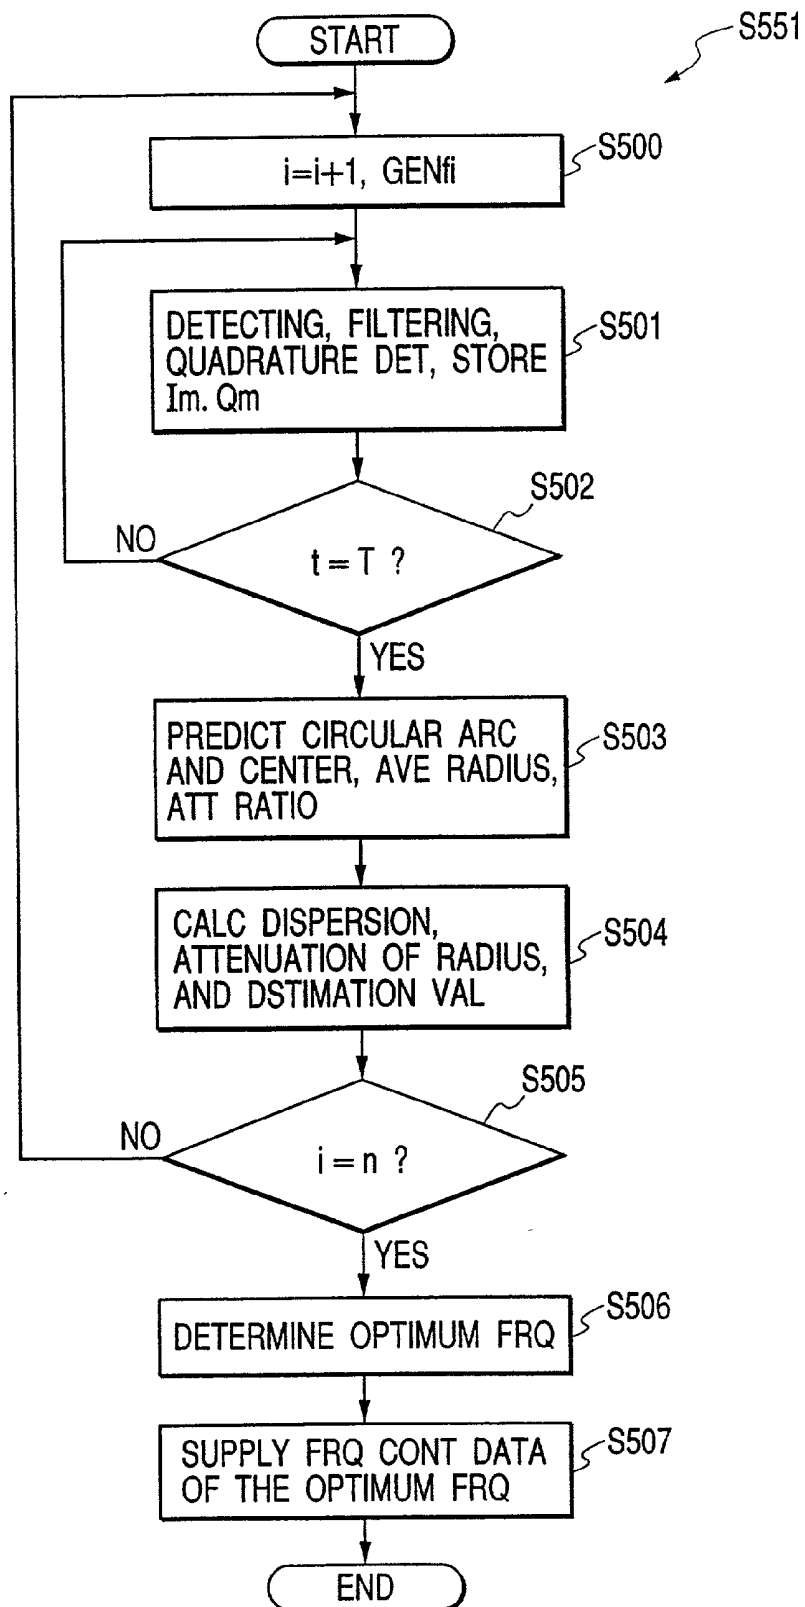 START
S551
i=i+1, GENfi
S500
DETECTING, FILTERING,
QUADRATURE DET, STORE
Im. Qm
S501
t = T ?
S502
NO
YES
PREDICT CIRCULAR ARC
AND CENTER, AVE RADIUS,
ATT RATIO
S503
CALC DISPERSION,
ATTENUATION OF RADIUS,
AND DSTIMATION VAL
S504
i = n ?
S505
NO
YES
DETERMINE OPTIMUM FRQ
S506
SUPPLY FRQ CONT DATA
OF THE OPTIMUM FRQ
S507
END